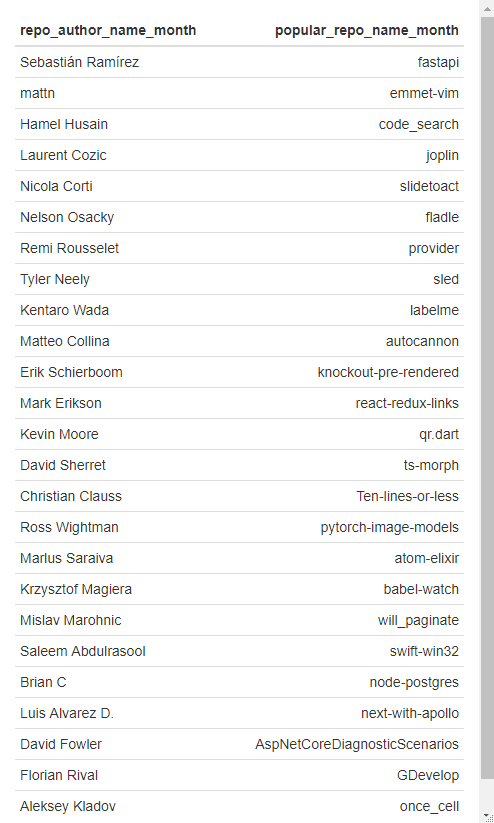 repo_author_name_month popular_repo_name_month
Sebastián Ramírez fastapi
mattn emmet-vim
Hamel Husain code_search
Laurent Cozic joplin
Nicola Corti slidetoact
Nelson Osacky fladle
Remi Rousselet provider
Tyler Neely sled
Kentaro Wada labelme
Matteo Collina autocannon
Erik Schierboom knockout-pre-rendered
Mark Erikson react-redux-links
Kevin Moore qr.dart
David Sherret ts-morph
Christian Clauss Ten-lines-or-less
Ross Wightman pytorch-image-models
Marlus Saraiva atom-elixir
Krzysztof Magiera babel-watch
Mislav Marohnic will_paginate
Saleem Abdulrasool swift-win32
Brian C node-postgres
Luis Alvarez D. next-with-apollo
David Fowler AspNetCoreDiagnosticScenarios
Florian Rival GDevelop
Aleksey Kladov once_cell